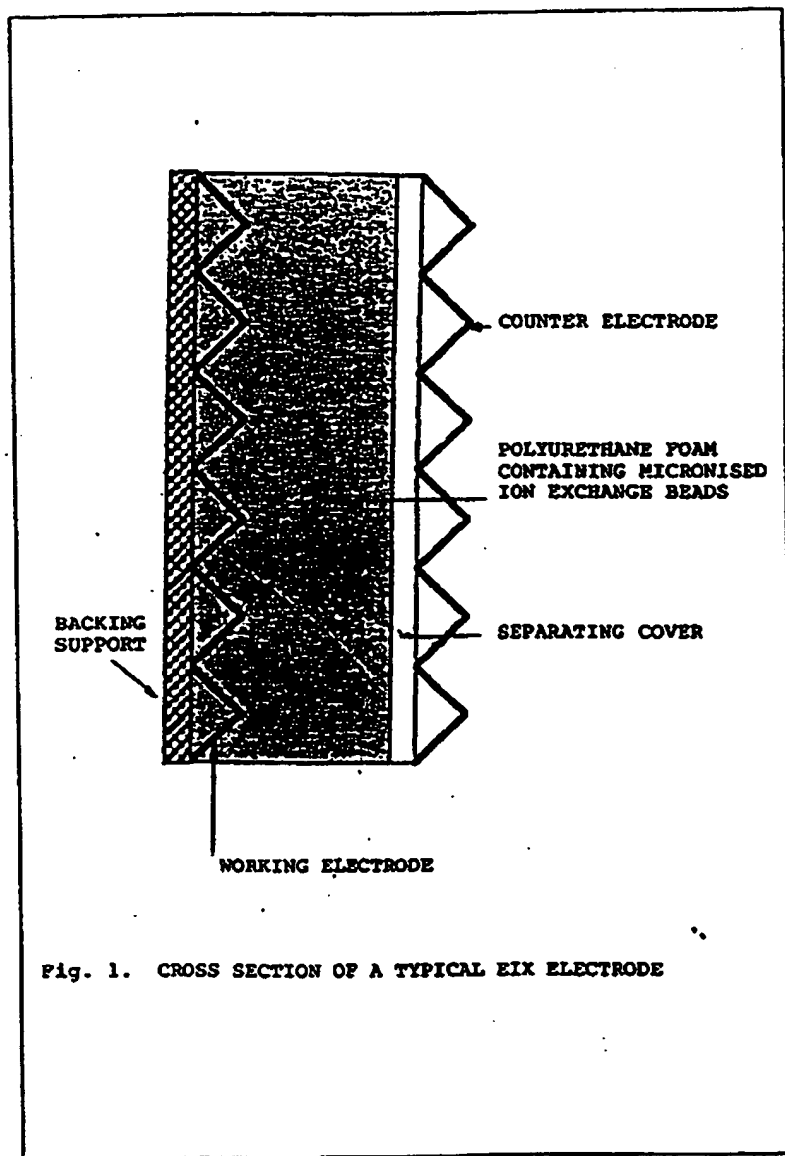 COUNTER ELECTRODE
POLYURETHANE FOAM
CONTAINING MICRONISED
ION EXCHANGE BEADS
BACKING
SUPPORT
SEPARATING COVER
WORKING ELECTRODE
Fig. 1. CROSS SECTION OF A TYPICAL EIX ELECTRODE